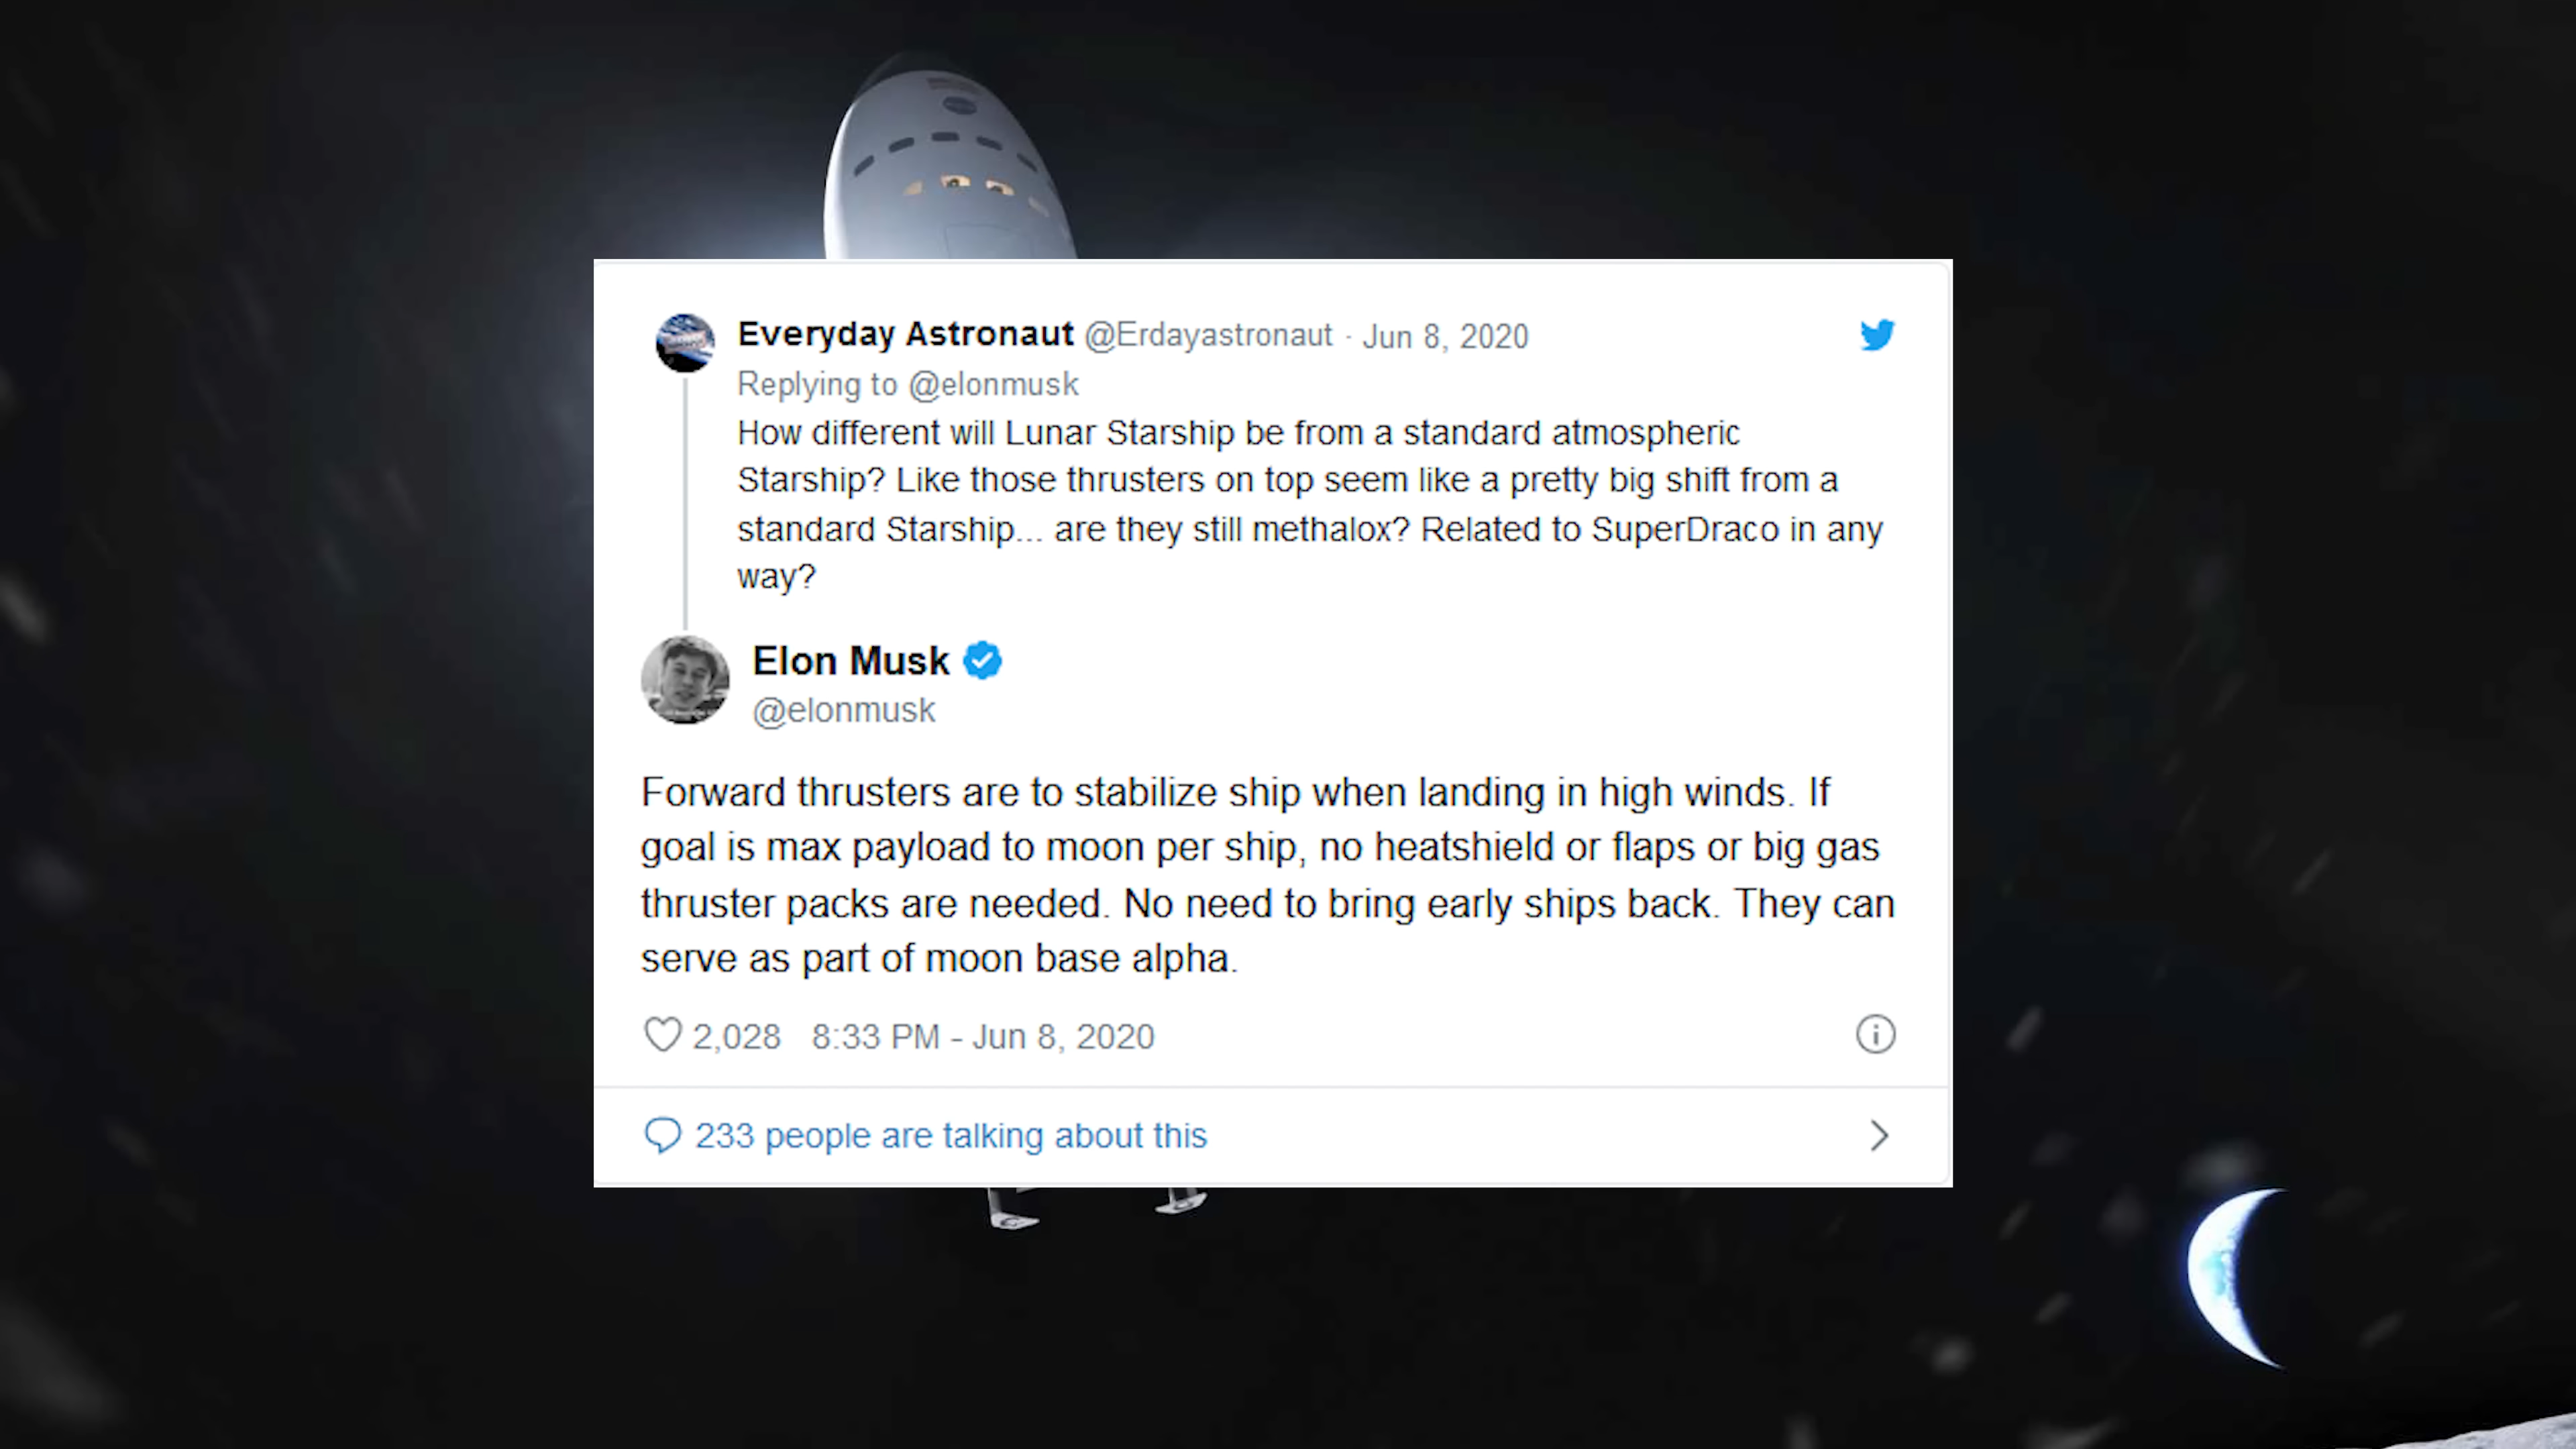 Everyday Astronaut @Erdayastronaut · Jun 8, 2020
Replying to @elonmusk
How different will Lunar Starship be from a standard atmospheric
Starship? Like those thrusters on top seem like a pretty big shift from a
standard Starship... are they still methalox? Related to SuperDraco in any
way?
Elon Musk
@elonmusk
Forward thrusters are to stabilize ship when landing in high winds. If
goal is max payload to moon per ship, no heatshield or flaps or big gas
thruster packs are needed. No need to bring early ships back. They can
serve as part of moon base alpha.
2,028 8:33 PM - Jun 8, 2020
233 people are talking about this